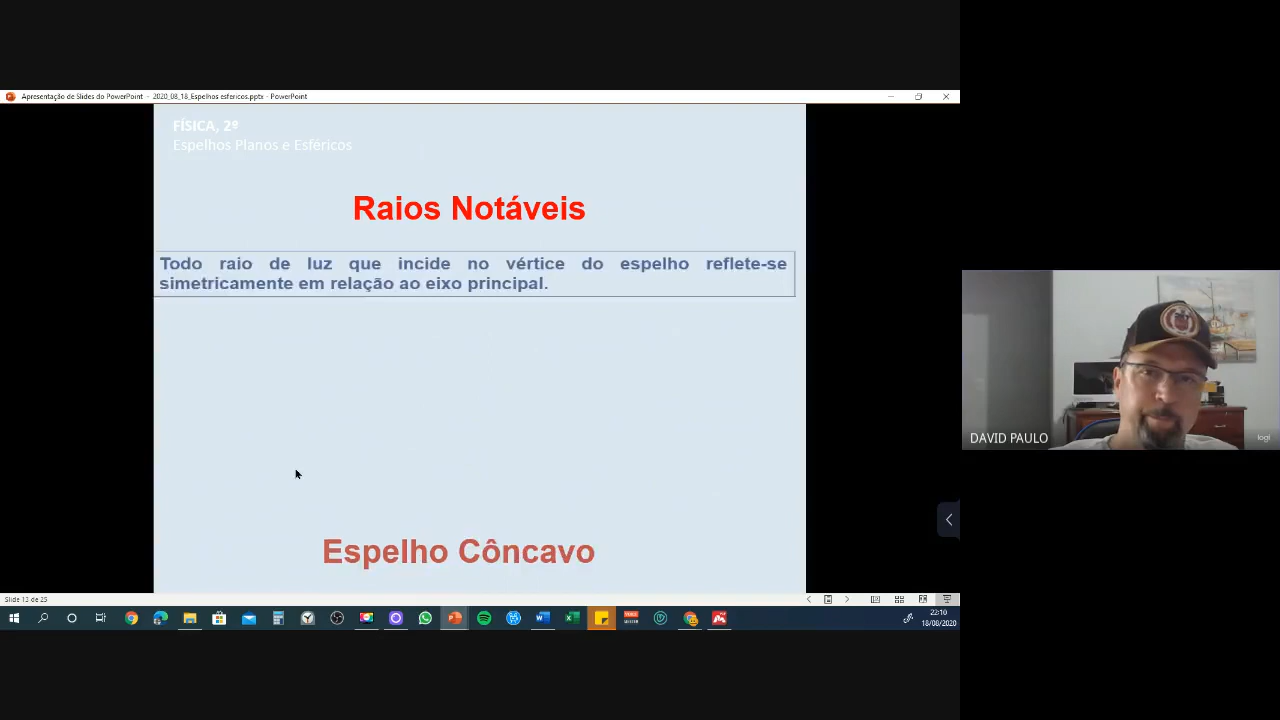 Apresentação de Slides do PowerPoint - 2020_08_18_Espelhos esfericos.pptx - PowerPoint
FÍSICA, 2º
Espelhos Planos e Esféricos
Raios Notáveis
Todo raio de luz que incide no vértice do espelho reflete-se
simetricamente em relação ao eixo principal.
Espelho Côncavo
DAVID PAULO
logi
Slide 13 de 25
22:10
18/08/2020